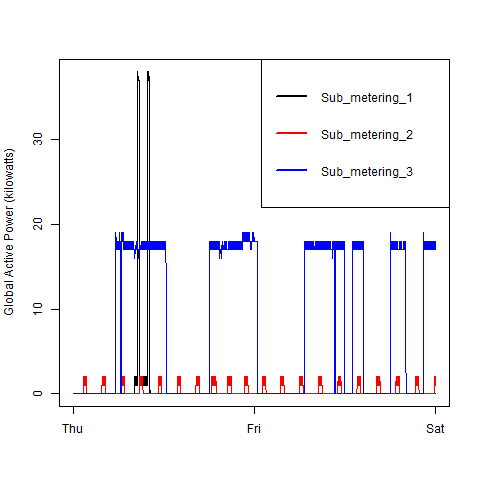 Sub_metering_1
Sub_metering_2
Sub_metering_3
Global Active Power (kilowatts)
30
20
10
0
Thu Fri Sat